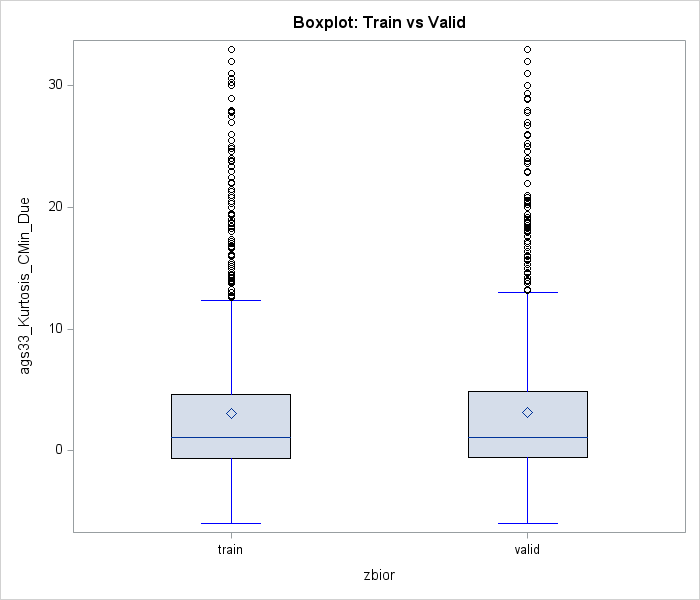 Boxplot: Train vs Valid
30
20
10
0
ags33_Kurtosis_CMin_Due
train
valid
zbior